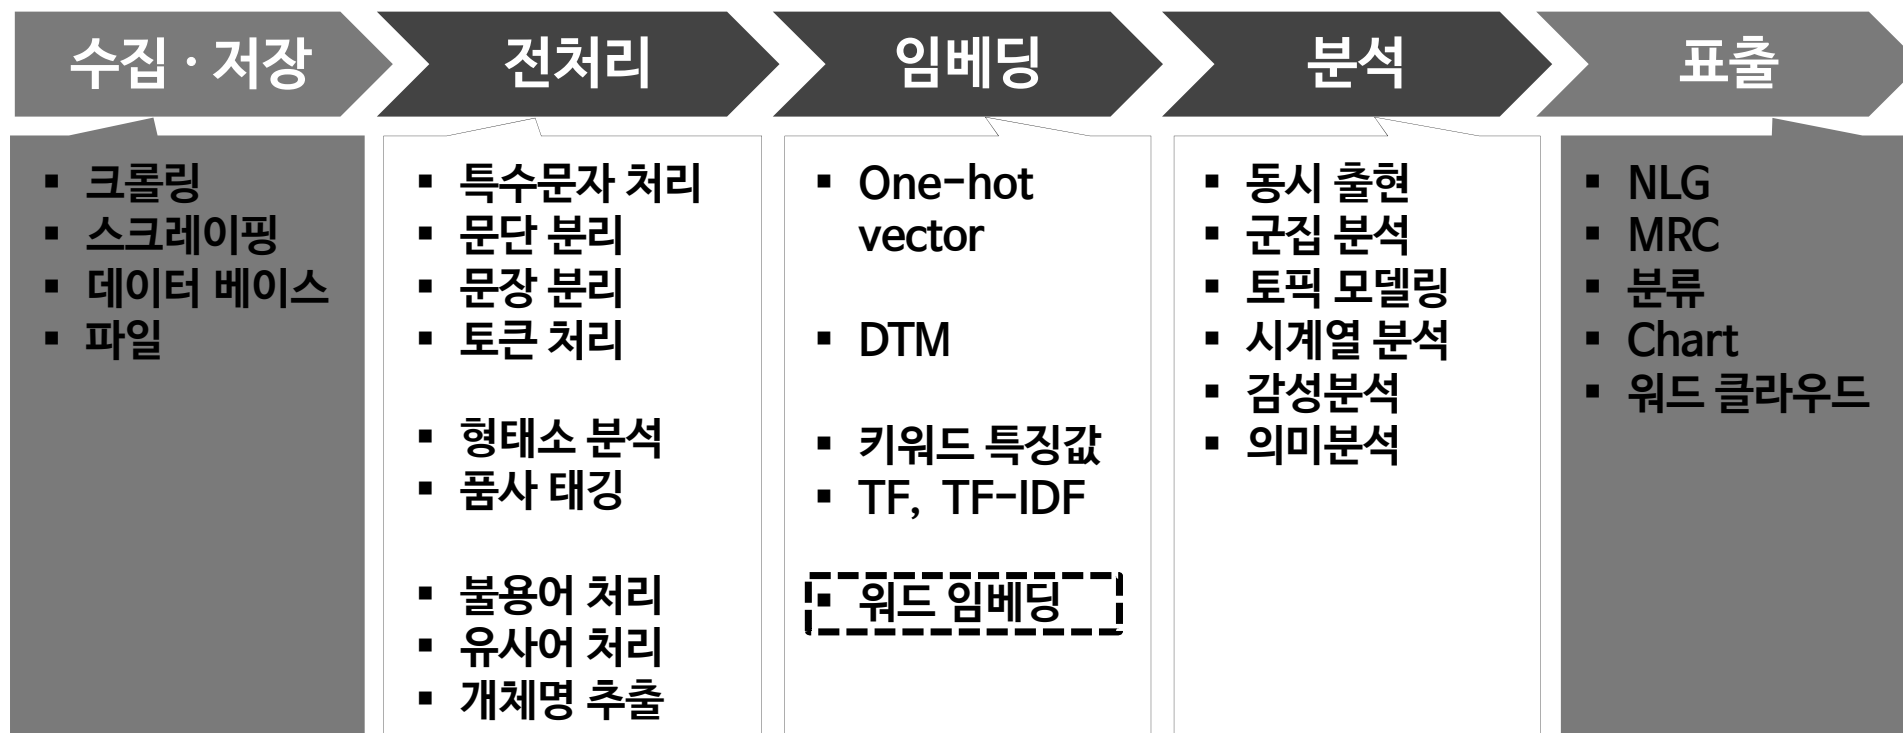 수집 · 저장
전처리
임베딩
분석
표출
▪ 크롤링
▪ 스크레이핑
▪ 데이터 베이스
▪ 파일
▪ 특수문자 처리
▪ 문단 분리
▪ 문장 분리
▪ 토큰 처리
▪ 형태소 분석
▪ 품사 태깅
▪ 불용어 처리
▪ 유사어 처리
▪ 개체명 추출
▪ One-hot
vector
▪ DTM
▪ 키워드 특징값
▪ TF, TF-IDF
▪ 워드 임베딩
▪ 동시 출현
▪ 군집 분석
▪ 토픽 모델링
▪ 시계열 분석
▪ 감성분석
▪ 의미분석
▪ NLG
▪ MRC
▪ 분류
▪ Chart
▪ 워드 클라우드